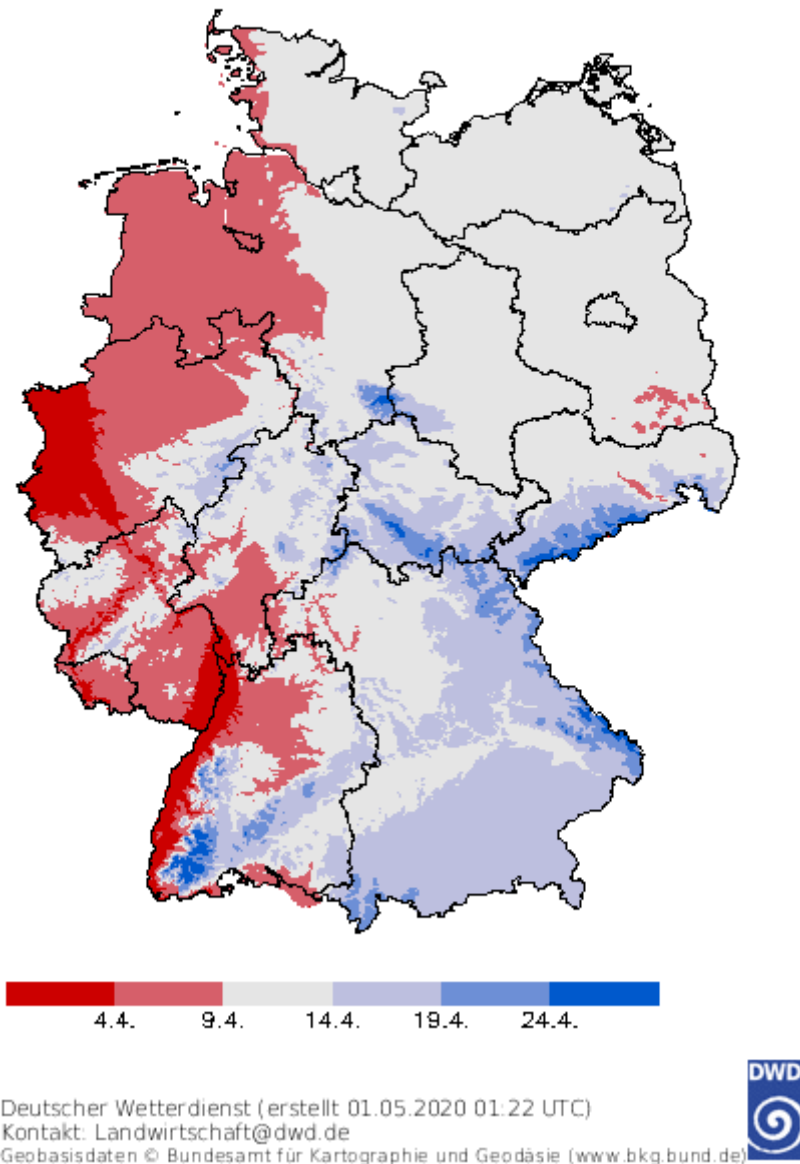 4.4. 9.4. 14.4. 19.4. 24.4.
DWD
Deutscher Wetterdienst (erstellt 01.05.2020 01:22 UTC)
Kontakt: Landwirtschaft@dwd.de
Geobasisdaten © Bundesamt für Kartographie und Geodäsie (www.bkg.bund.de)